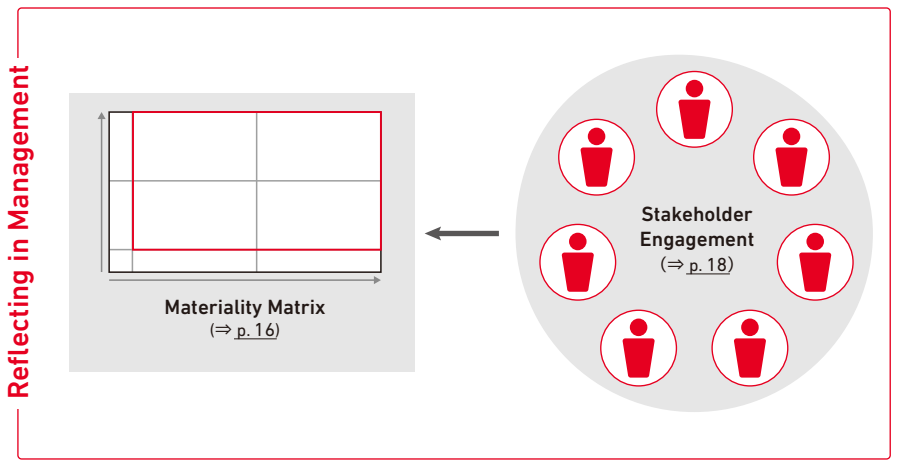 Reflecting in Management
Materiality Matrix
(⇒ p. 16)
Stakeholder
Engagement
(⇒ p. 18)